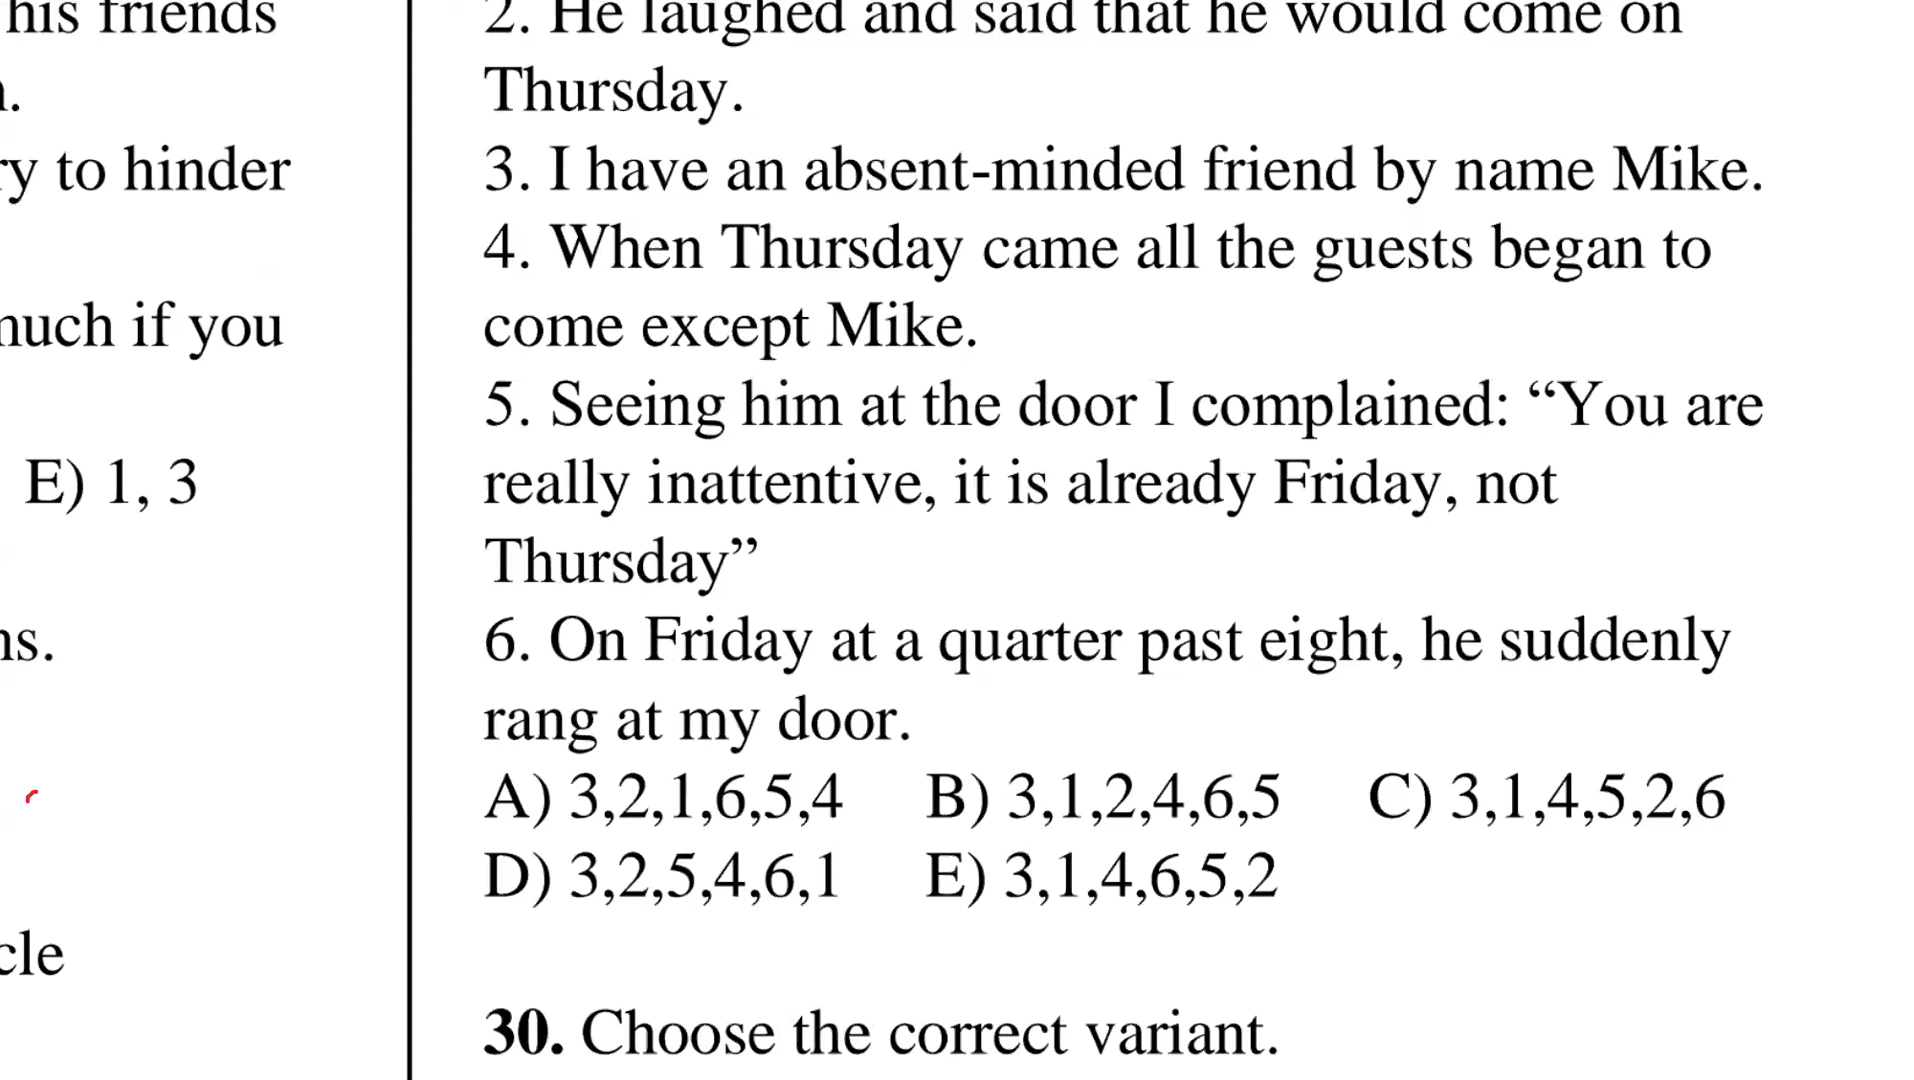 his friends
ry to hinder
much if you
E) 1, 3
2. He laughed and said that he would come on
Thursday.
3. I have an absent-minded friend by name Mike.
4. When Thursday came all the guests began to
come except Mike.
5. Seeing him at the door I complained: “You are
really inattentive, it is already Friday, not
Thursday”
6. On Friday at a quarter past eight, he suddenly
rang at my door.
A) 3,2,1,6,5,4 B) 3,1,2,4,6,5 C) 3,1,4,5,2,6
D) 3,2,5,4,6,1 E) 3,1,4,6,5,2
30. Choose the correct variant.